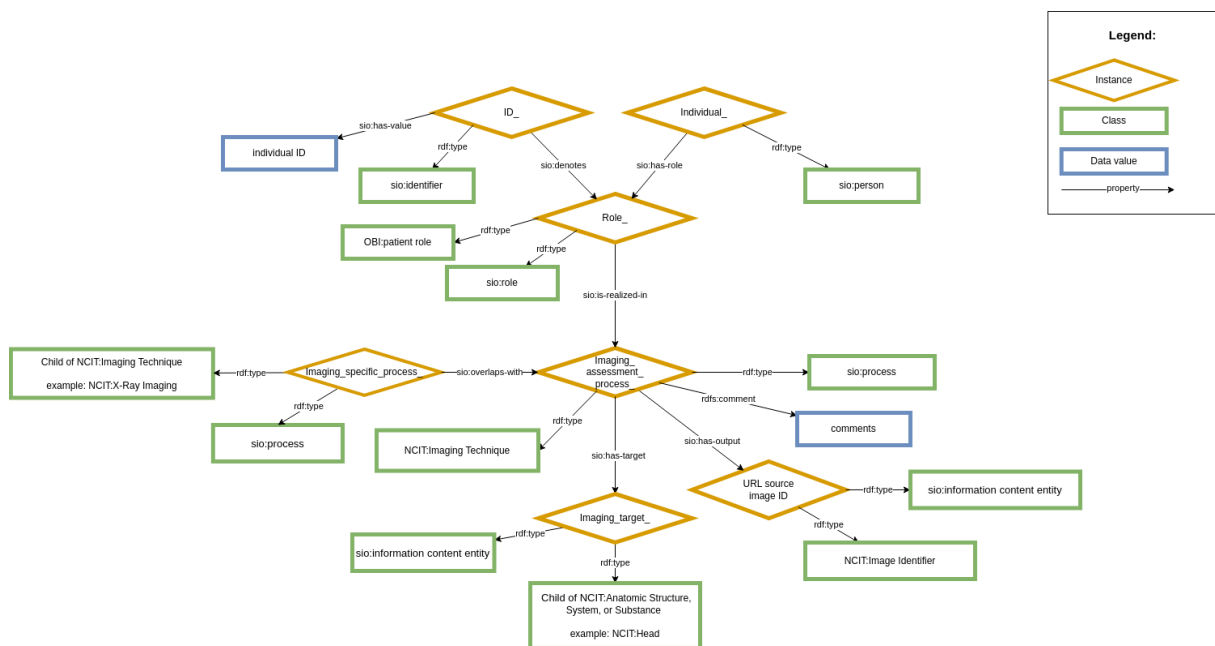 Legend:
Instance
Class
Data value
property
ID_
Individual_
sio:has-value
rdf:type
rdf:type
individual ID
sio:denotes
sio:has-role
sio:identifier
sio:person
Role_
rdf:type
OBI:patient role
rdf:type
sio:role
sio:is-realized-in
Child of NCIT:Imaging Technique
example: NCIT:X-Ray Imaging
rdf:type
Imaging_specific_process_
sio:overlaps-with
Imaging_
assessment_
process_
rdf:type
sio:process
rdf:type
sio:process
rdfs:comment
comments
rdf:type
NCIT:Imaging Technique
sio:has-target
sio:has-output
URL source
image ID
rdf:type
sio:information content entity
rdf:type
NCIT:Image Identifier
Imaging_target_
rdf:type
sio:information content entity
rdf:type
Child of NCIT:Anatomic Structure,
System, or Substance
example: NCIT:Head